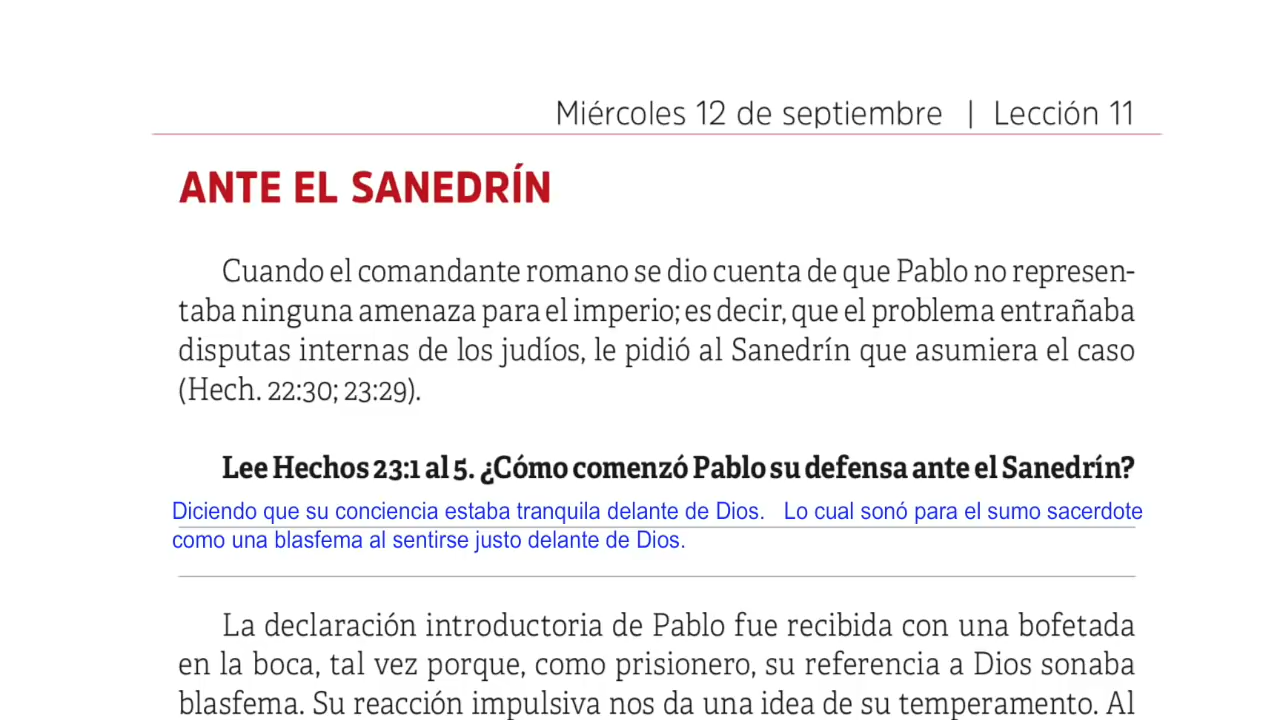 Miércoles 12 de septiembre | Lección 11
ANTE EL SANEDRÍN
Cuando el comandante romano se dio cuenta de que Pablo no represen-
taba ninguna amenaza para el imperio; es decir, que el problema entrañaba
disputas internas de los judíos, le pidió al Sanedrín que asumiera el caso
(Hech. 22:30; 23:29).
Lee Hechos 23:1 al 5. ¿Cómo comenzó Pablo su defensa ante el Sanedrín?
Diciendo que su conciencia estaba tranquila delante de Dios. Lo cual sonó para el sumo sacerdote
como una blasfema al sentirse justo delante de Dios.
La declaración introductoria de Pablo fue recibida con una bofetada
en la boca, tal vez porque, como prisionero, su referencia a Dios sonaba
blasfema. Su reacción impulsiva nos da una idea de su temperamento. Al